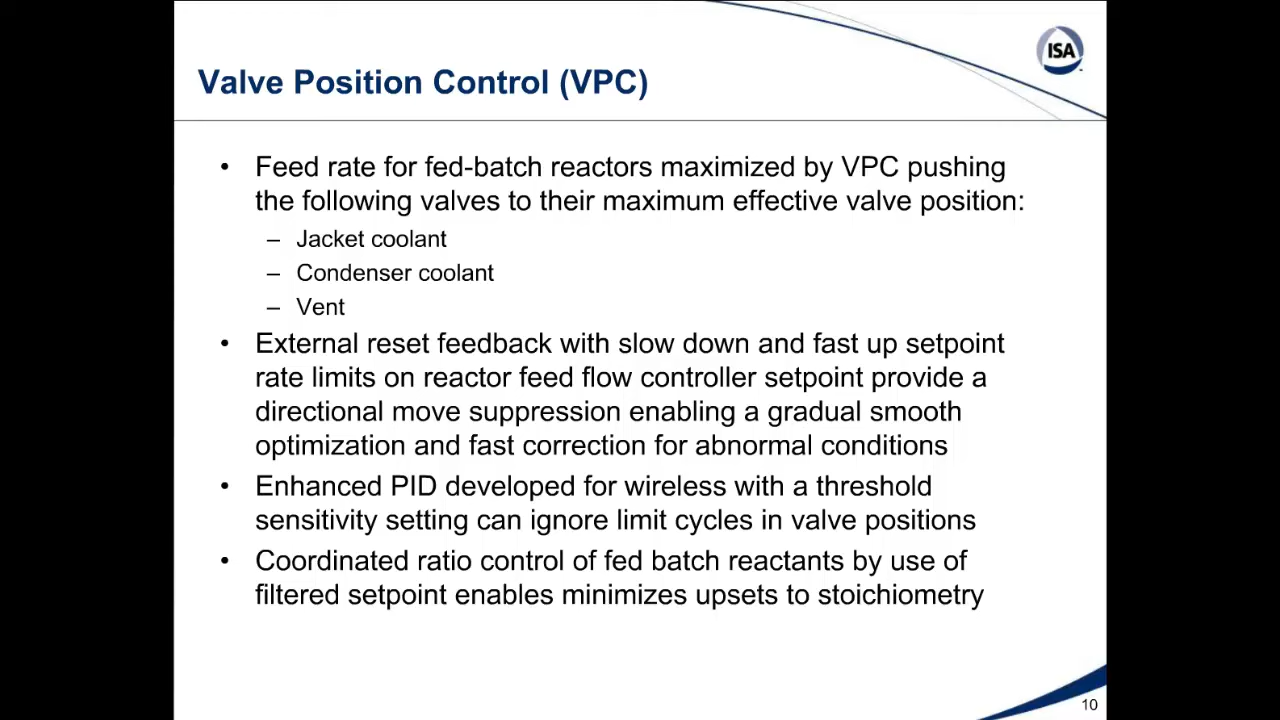 ISA
Valve Position Control (VPC)
• Feed rate for fed-batch reactors maximized by VPC pushing
the following valves to their maximum effective valve position:
– Jacket coolant
– Condenser coolant
– Vent
• External reset feedback with slow down and fast up setpoint
rate limits on reactor feed flow controller setpoint provide a
directional move suppression enabling a gradual smooth
optimization and fast correction for abnormal conditions
• Enhanced PID developed for wireless with a threshold
sensitivity setting can ignore limit cycles in valve positions
• Coordinated ratio control of fed batch reactants by use of
filtered setpoint enables minimizes upsets to stoichiometry
10